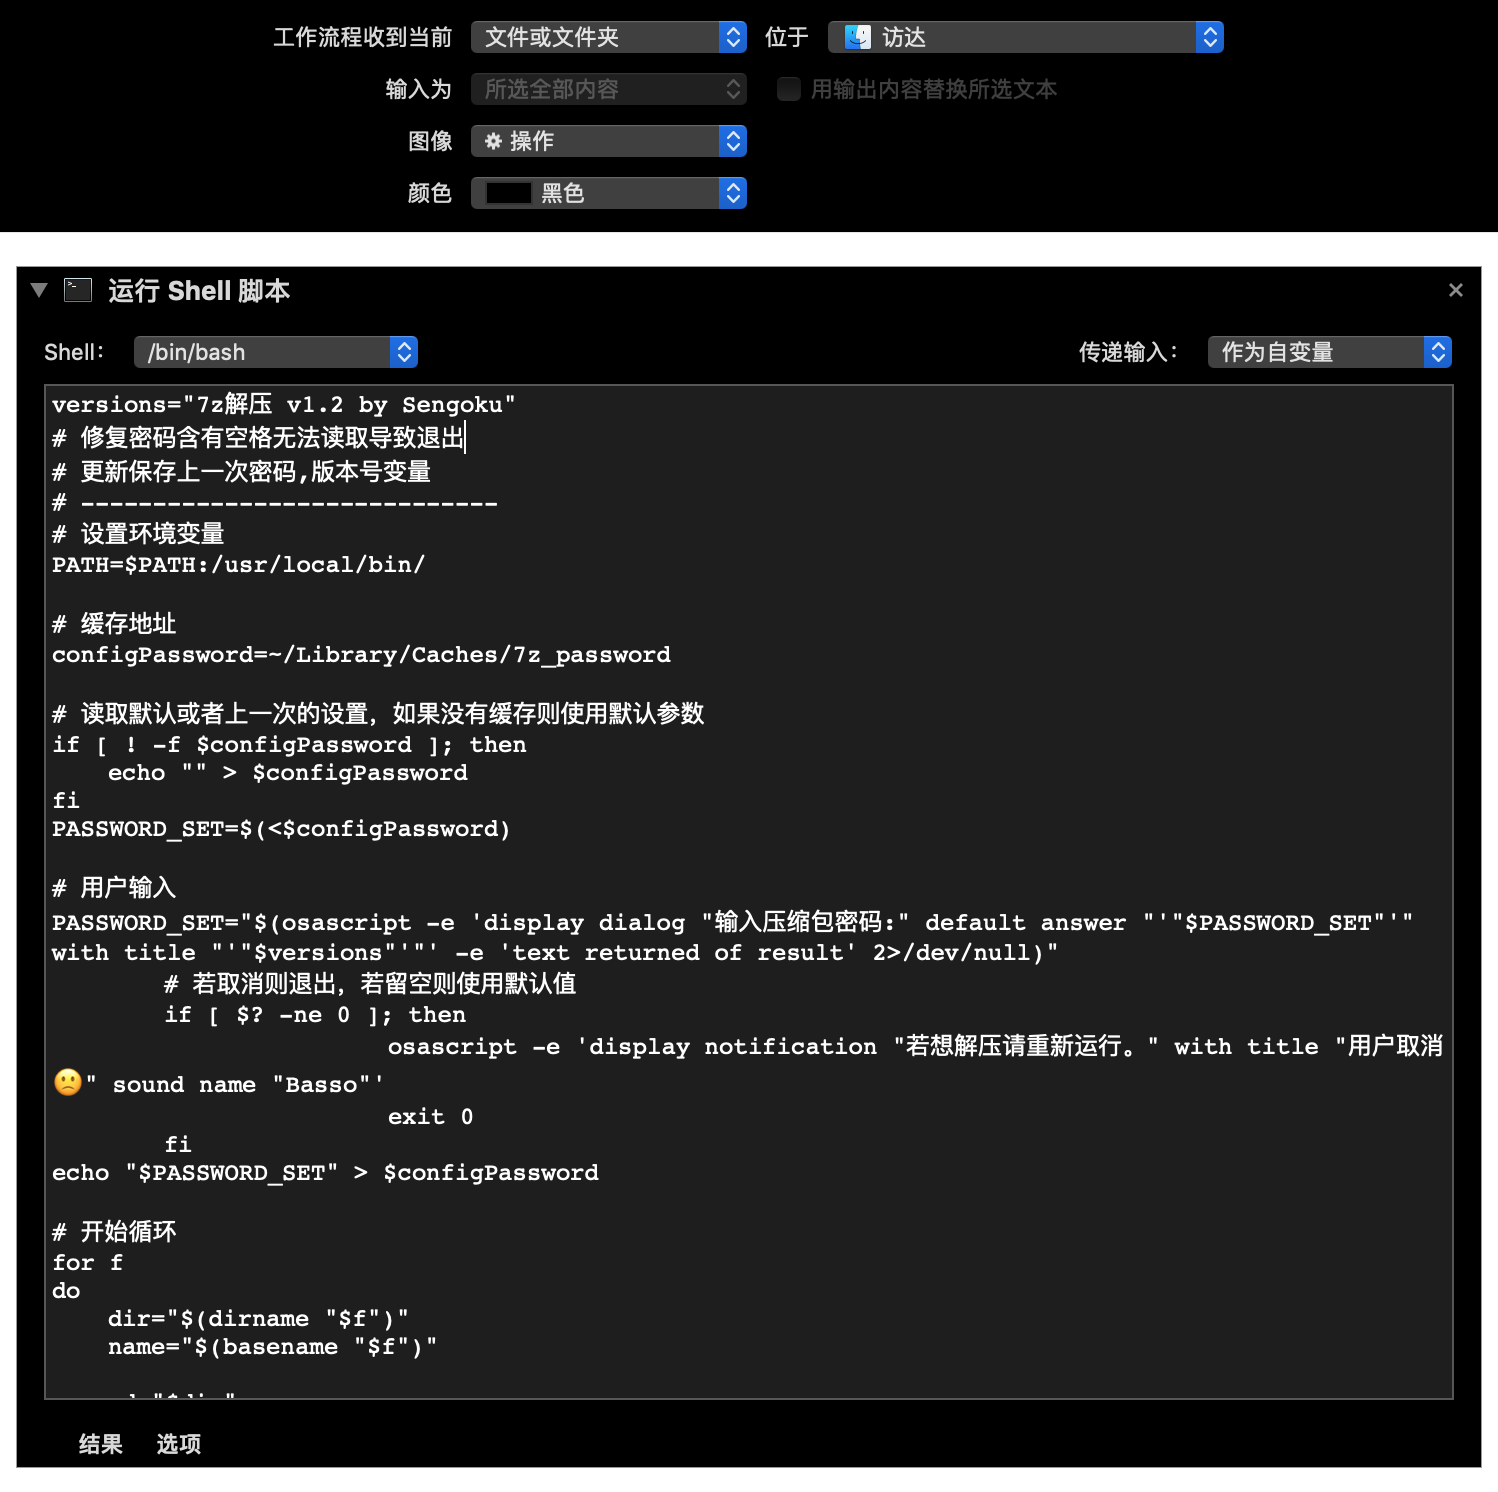 工作流程收到当前 文件或文件夹 位于 访达
输入为 所选全部内容 用输出内容替换所选文本
图像 操作
颜色 黑色
运行 Shell 脚本
Shell: /bin/bash 传递输入: 作为自变量
versions="7z解压 v1.2 by Sengoku"
# 修复密码含有空格无法读取导致退出
# 更新保存上一次密码,版本号变量
# -----------------------------
# 设置环境变量
PATH=$PATH:/usr/local/bin/
# 缓存地址
configPassword=~/Library/Caches/7z_password
# 读取默认或者上一次的设置，如果没有缓存则使用默认参数
if [ ! -f $configPassword ]; then
    echo "" > $configPassword
fi
PASSWORD_SET=$(<$configPassword)
# 用户输入
PASSWORD_SET="$(osascript -e 'display dialog "输入压缩包密码:" default answer "'"$PASSWORD_SET"'"
with title "'"$versions"'"' -e 'text returned of result' 2>/dev/null)"
        # 若取消则退出，若留空则使用默认值
        if [ $? -ne 0 ]; then
                        osascript -e 'display notification "若想解压请重新运行。" with title "用户取消
🙁" sound name "Basso"'
                        exit 0
        fi
echo "$PASSWORD_SET" > $configPassword
# 开始循环
for f
do
    dir="$(dirname "$f")"
    name="$(basename "$f")"
结果 选项